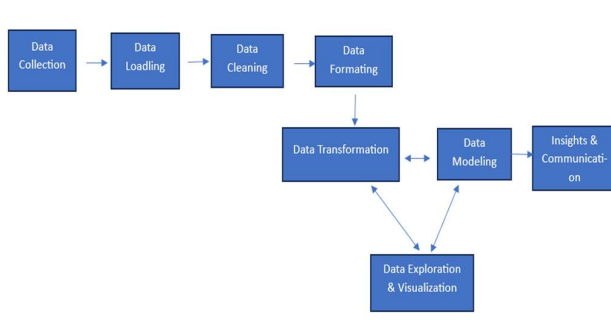 Data
Collection
Data
Loadling
Data
Cleaning
Data
Formating
Data Transformation
Data
Modeling
Insights &
Communicati-
on
Data Exploration
& Visualization